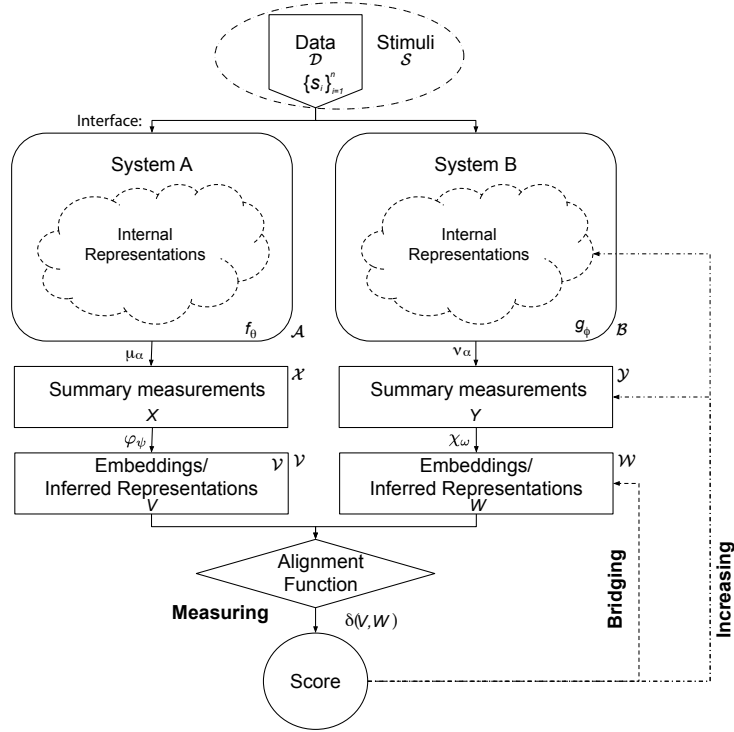 Data
Stimuli
𝒟
𝒮
{sᵢ}ⁿᵢ₌₁
Interface:
System A
System B
Internal
Representations
Internal
Representations
f_θ
𝒜
g_ϕ
ℬ
μ_α
ν_α
Summary measurements
𝒳
X
Summary measurements
𝒴
Y
φ_ψ
χ_ω
Embeddings/
Inferred Representations
𝒱
𝒱
V
Embeddings/
Inferred Representations
𝒲
W
Alignment
Function
Measuring
δ(V,W)
Score
Bridging
Increasing